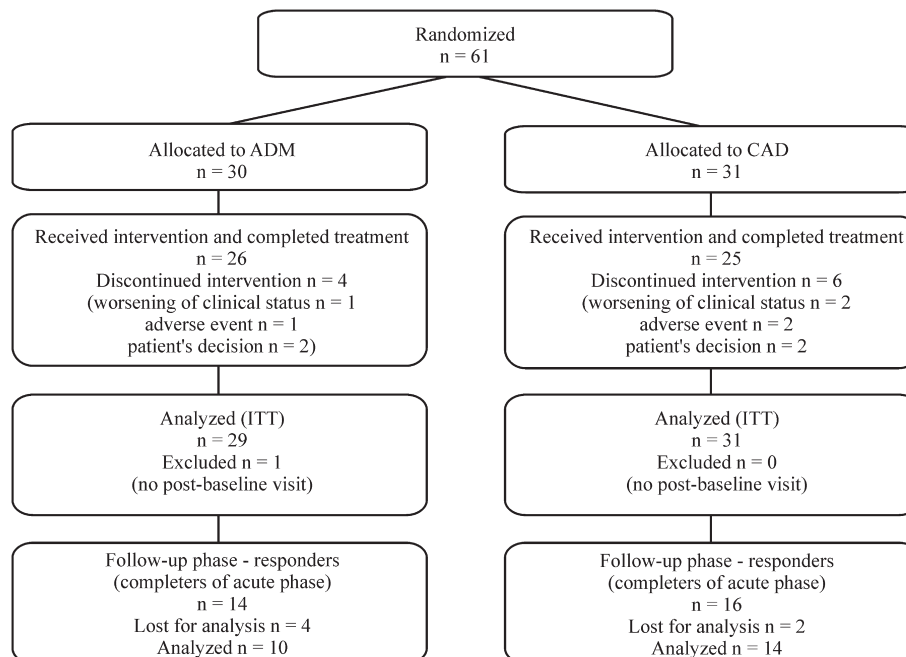 Randomized
n = 61
Allocated to ADM
n = 30
Allocated to CAD
n = 31
Received intervention and completed treatment
n = 26
Discontinued intervention n = 4
(worsening of clinical status n = 1
adverse event n = 1
patient's decision n = 2)
Received intervention and completed treatment
n = 25
Discontinued intervention n = 6
(worsening of clinical status n = 2
adverse event n = 2
patient's decision n = 2
Analyzed (ITT)
n = 29
Excluded n = 1
(no post-baseline visit)
Analyzed (ITT)
n = 31
Excluded n = 0
(no post-baseline visit)
Follow-up phase - responders
(completers of acute phase)
n = 14
Lost for analysis n = 4
Analyzed n = 10
Follow-up phase - responders
(completers of acute phase)
n = 16
Lost for analysis n = 2
Analyzed n = 14